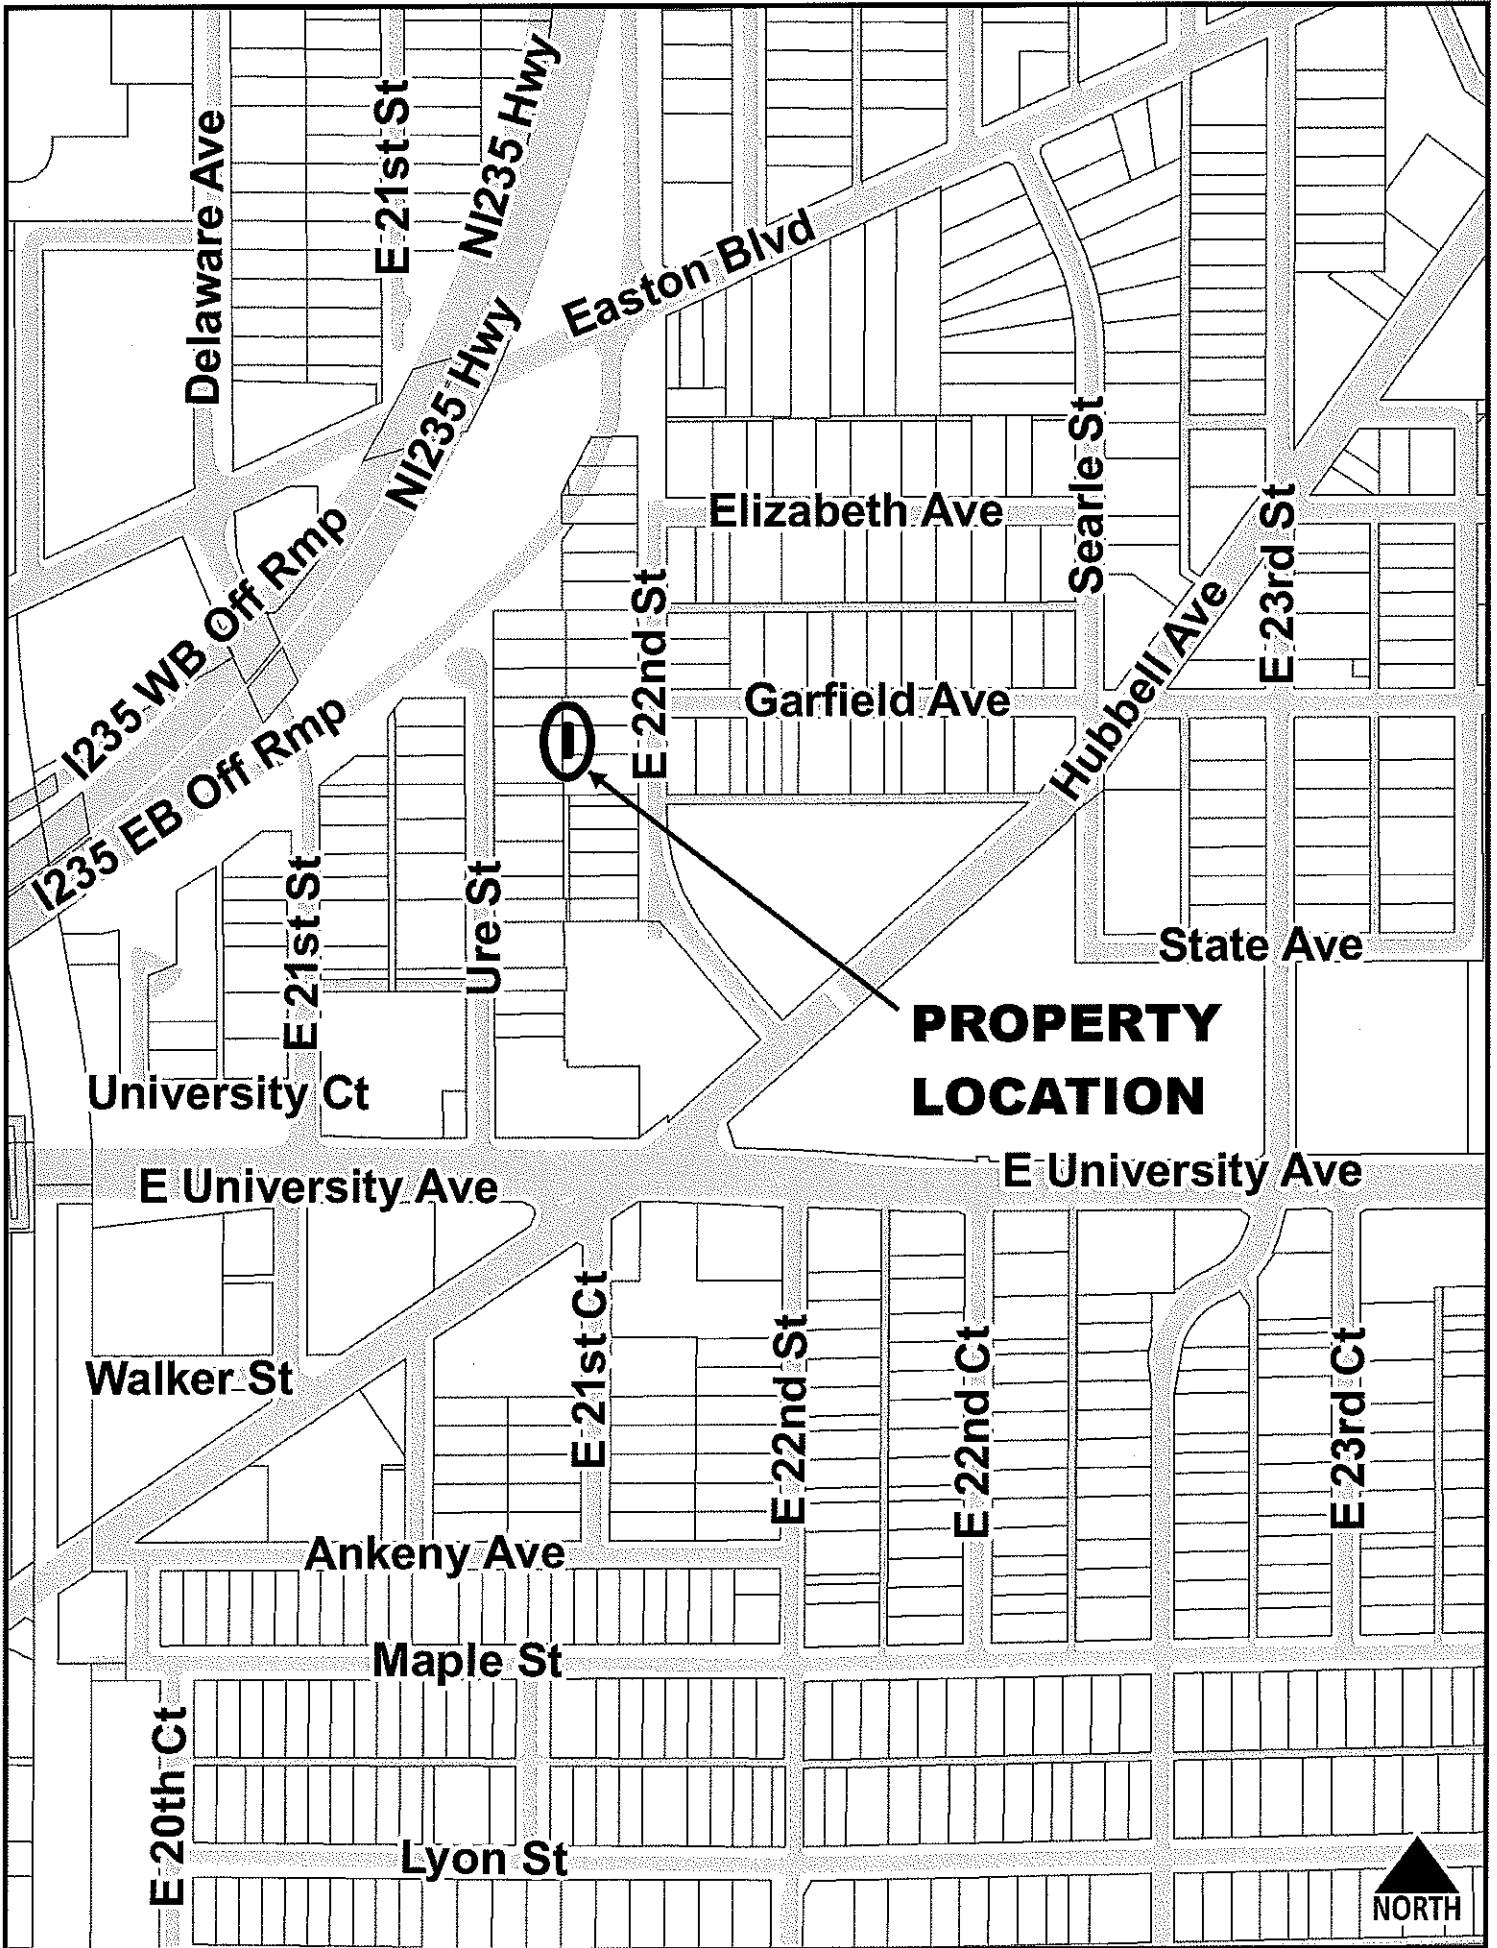 Delaware Ave
E 21st St
NI235 Hwy
NI235 Hwy
Easton Blvd
Searle St
Elizabeth Ave
E 23rd St
I235 WB Off Rmp
E 22nd St
Hubbell Ave
Garfield Ave
I235 EB Off Rmp
E 21st St
Ure St
State Ave
PROPERTY
LOCATION
University Ct
E University Ave
E University Ave
Walker St
E 21st Ct
E 22nd St
E 22nd Ct
E 23rd Ct
Ankeny Ave
Maple St
E 20th Ct
Lyon St
NORTH